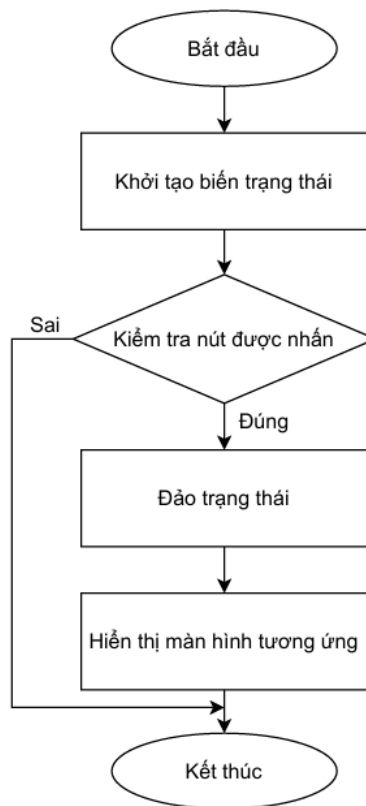 Bắt đầu
Khởi tạo biến trạng thái
Sai
Kiểm tra nút được nhấn
Đúng
Đảo trạng thái
Hiển thị màn hình tương ứng
Kết thúc